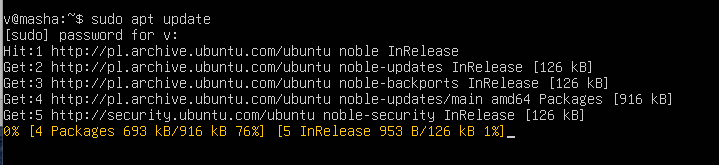 v@masha:~$ sudo apt update
[sudo] password for v:
Hit:1 http://pl.archive.ubuntu.com/ubuntu noble InRelease
Get:2 http://pl.archive.ubuntu.com/ubuntu noble-updates InRelease [126 kB]
Get:3 http://pl.archive.ubuntu.com/ubuntu noble-backports InRelease [126 kB]
Get:4 http://pl.archive.ubuntu.com/ubuntu noble-updates/main amd64 Packages [916 kB]
Get:5 http://security.ubuntu.com/ubuntu noble-security InRelease [126 kB]
0% [4 Packages 693 kB/916 kB 76%] [5 InRelease 953 B/126 kB 1%]